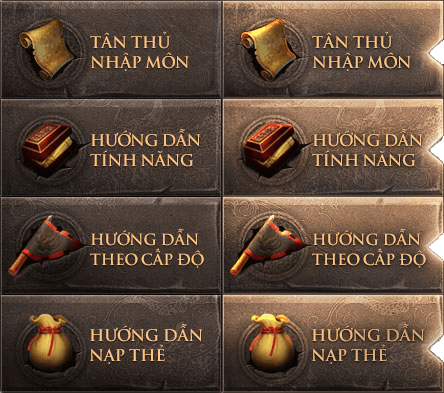 TÂN THỦ
NHẬP MÔN
TÂN THỦ
NHẬP MÔN
HƯỚNG DẪN
TÍNH NĂNG
HƯỚNG DẪN
TÍNH NĂNG
HƯỚNG DẪN
THEO CẤP ĐỘ
HƯỚNG DẪN
THEO CẤP ĐỘ
HƯỚNG DẪN
NẠP THẺ
HƯỚNG DẪN
NẠP THẺ